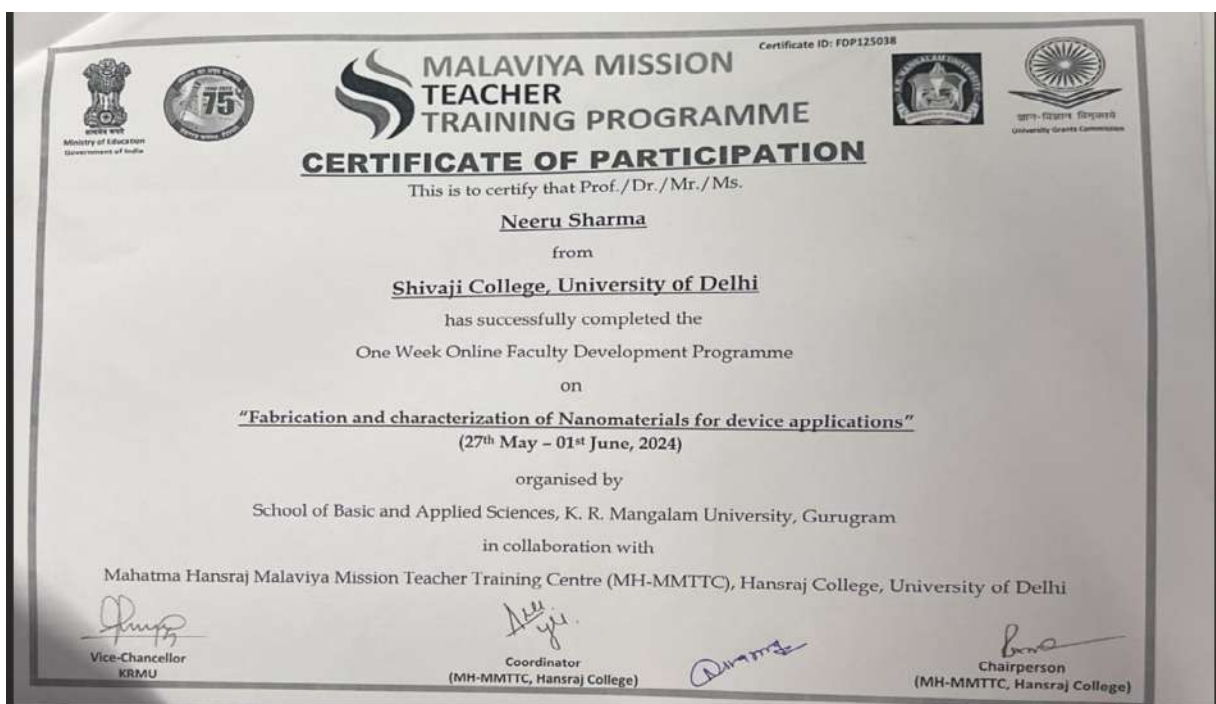 Certificate ID: FDP125038
MALAVIYA MISSION
TEACHER
TRAINING PROGRAMME
सत्यमेव जयते
Ministry of Education
Government of India
75
ज्ञान-विज्ञान विमुक्तये
University Grants Commission
CERTIFICATE OF PARTICIPATION
This is to certify that Prof./Dr./Mr./Ms.
Neeru Sharma
from
Shivaji College, University of Delhi
has successfully completed the
One Week Online Faculty Development Programme
on
"Fabrication and characterization of Nanomaterials for device applications"
(27th May – 01st June, 2024)
organised by
School of Basic and Applied Sciences, K. R. Mangalam University, Gurugram
in collaboration with
Mahatma Hansraj Malaviya Mission Teacher Training Centre (MH-MMTTC), Hansraj College, University of Delhi
Vice-Chancellor
KRMU
Coordinator
(MH-MMTTC, Hansraj College)
Chairperson
(MH-MMTTC, Hansraj College)